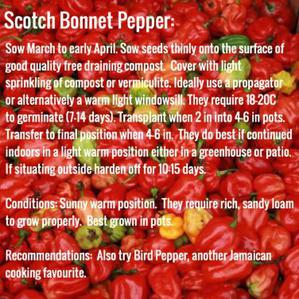 Scotch Bonnet Pepper:
Sow March to early April. Sow seeds thinly onto the surface of
good quality free draining compost.  Cover with light
sprinkling of compost or vermiculite. Ideally use a propagator
or alternatively a warm light windowsill. They require 18-20C
to germinate (7-14 days). Transplant when 2 in into 4-6 in pots.
Transfer to final position when 4-6 in.  They do best if continued
indoors in a light warm position either in a greenhouse or patio.
If situating outside harden off for 10-15 days.
Conditions: Sunny warm position.  They require rich, sandy loam
to grow properly.  Best grown in pots.
Recommendations:  Also try Bird Pepper, another Jamaican
cooking favourite.